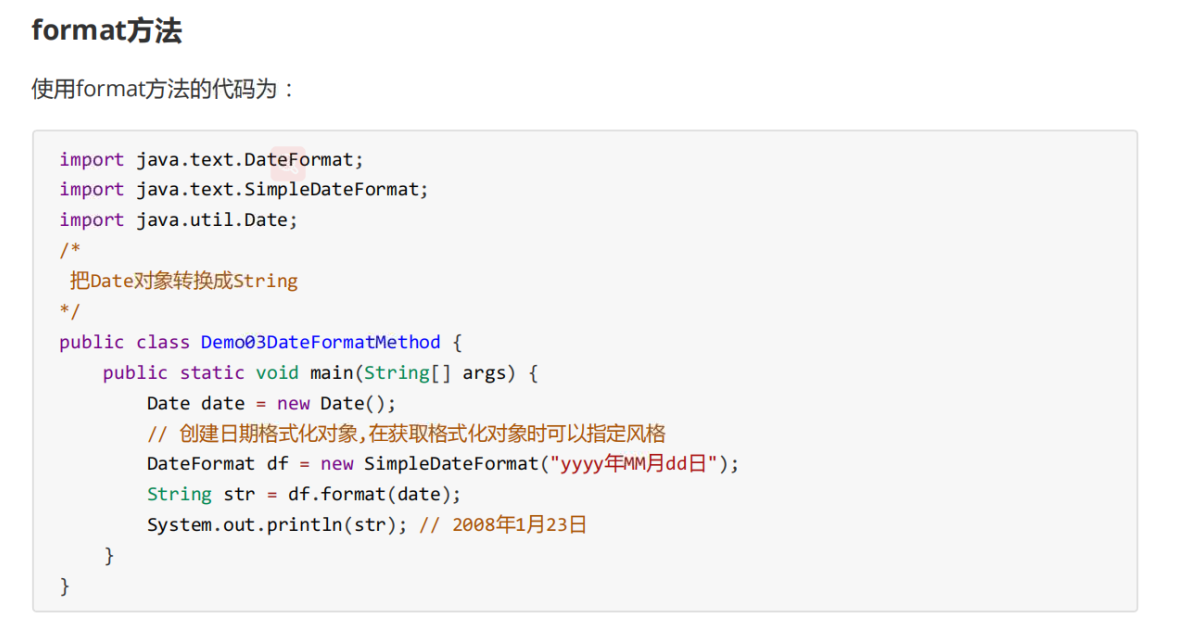 format方法
使用format方法的代码为：
import java.text.DateFormat;
import java.text.SimpleDateFormat;
import java.util.Date;
/*
 把Date对象转换成String
*/
public class Demo03DateFormatMethod {
    public static void main(String[] args) {
        Date date = new Date();
        // 创建日期格式化对象,在获取格式化对象时可以指定风格
        DateFormat df = new SimpleDateFormat("yyyy年MM月dd日");
        String str = df.format(date);
        System.out.println(str); // 2008年1月23日
    }
}